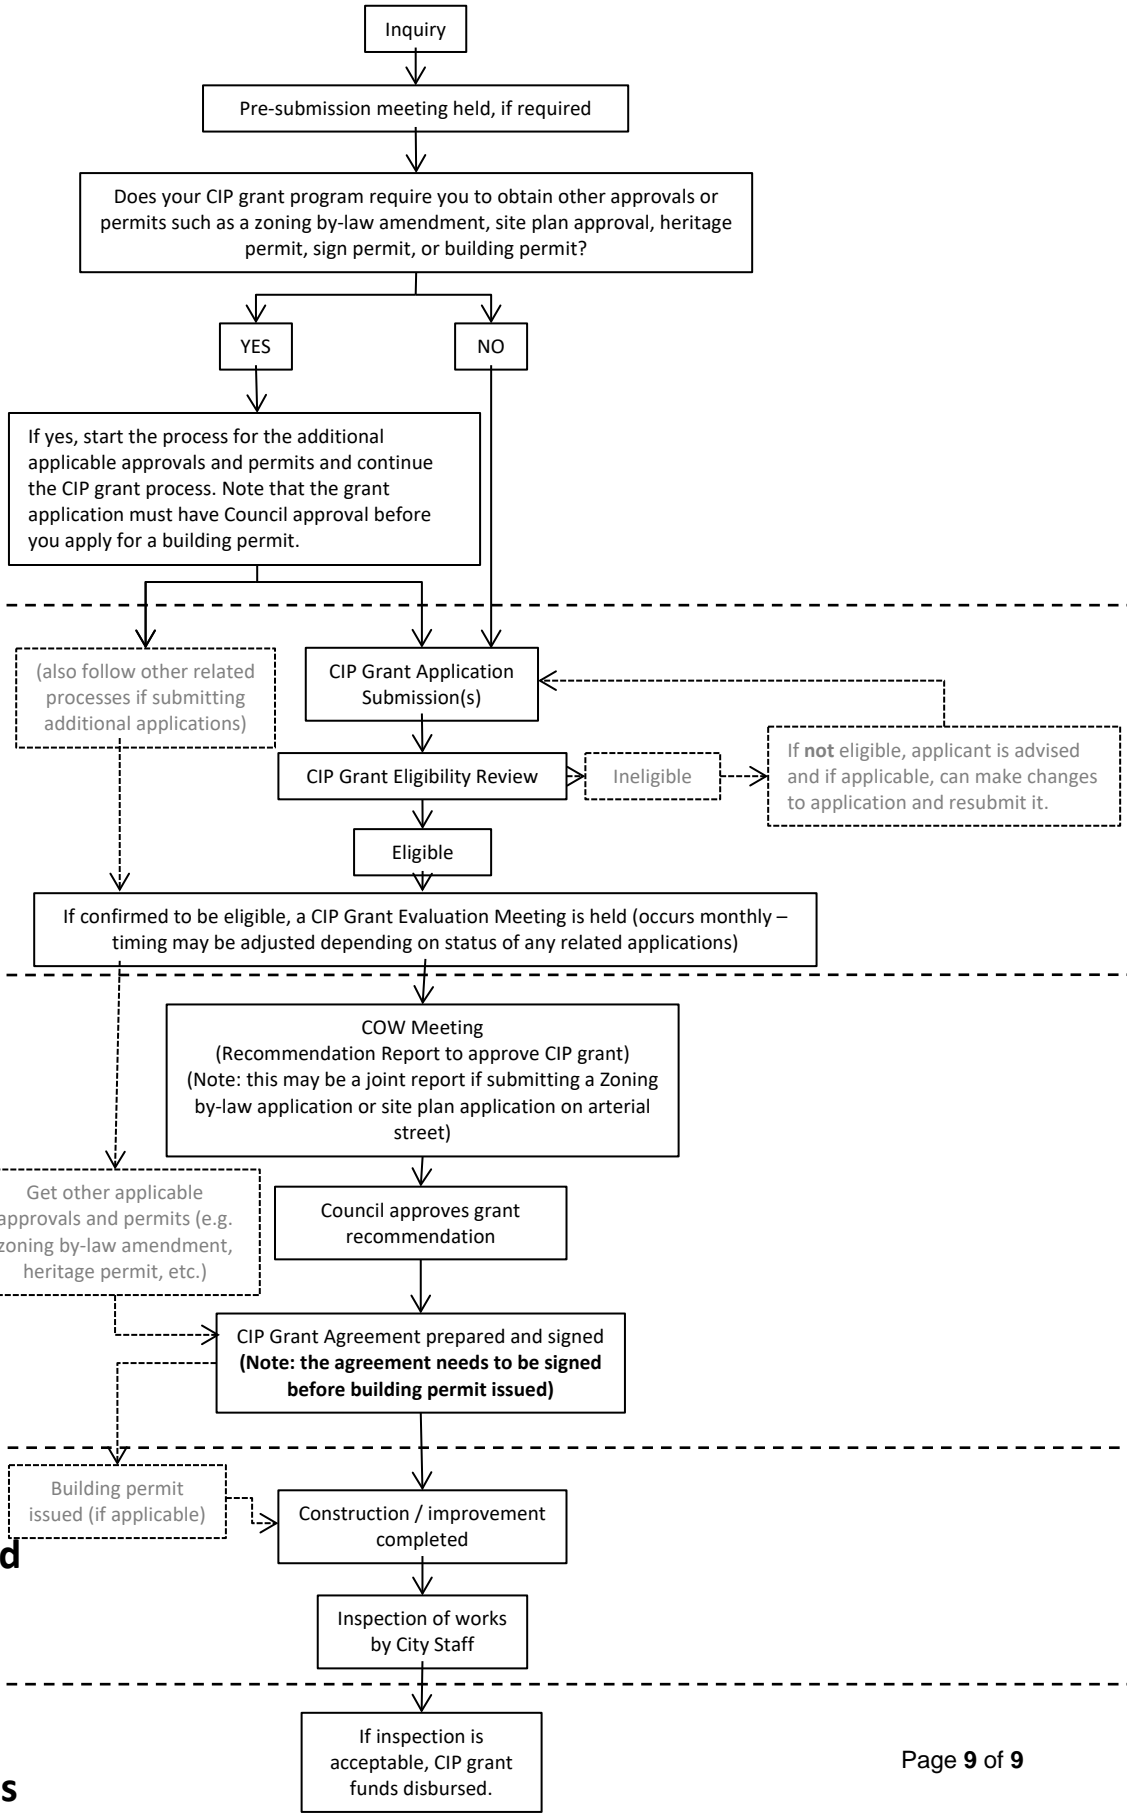 Inquiry
Pre-submission meeting held, if required
Does your CIP grant program require you to obtain other approvals or
permits such as a zoning by-law amendment, site plan approval, heritage
permit, sign permit, or building permit?
YES
NO
If yes, start the process for the additional
applicable approvals and permits and continue
the CIP grant process. Note that the grant
application must have Council approval before
you apply for a building permit.
(also follow other related
processes if submitting
additional applications)
CIP Grant Application
Submission(s)
CIP Grant Eligibility Review
Ineligible
If not eligible, applicant is advised
and if applicable, can make changes
to application and resubmit it.
Eligible
If confirmed to be eligible, a CIP Grant Evaluation Meeting is held (occurs monthly –
timing may be adjusted depending on status of any related applications)
COW Meeting
(Recommendation Report to approve CIP grant)
(Note: this may be a joint report if submitting a Zoning
by-law application or site plan application on arterial
street)
Get other applicable
approvals and permits (e.g.
zoning by-law amendment,
heritage permit, etc.)
Council approves grant
recommendation
CIP Grant Agreement prepared and signed
(Note: the agreement needs to be signed
before building permit issued)
Building permit
issued (if applicable)
Construction / improvement
completed
d
Inspection of works
by City Staff
If inspection is
acceptable, CIP grant
funds disbursed.
Page 9 of 9
s